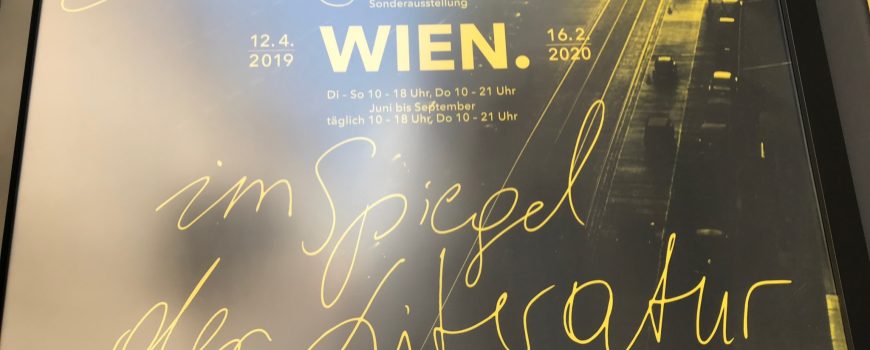 Sonderausstellung
12. 4.
2019
WIEN.
16. 2.
2020
Di - So 10 - 18 Uhr, Do 10 - 21 Uhr
Juni bis September
täglich 10 - 18 Uhr, Do 10 - 21 Uhr
im Spiegel
der Literatur